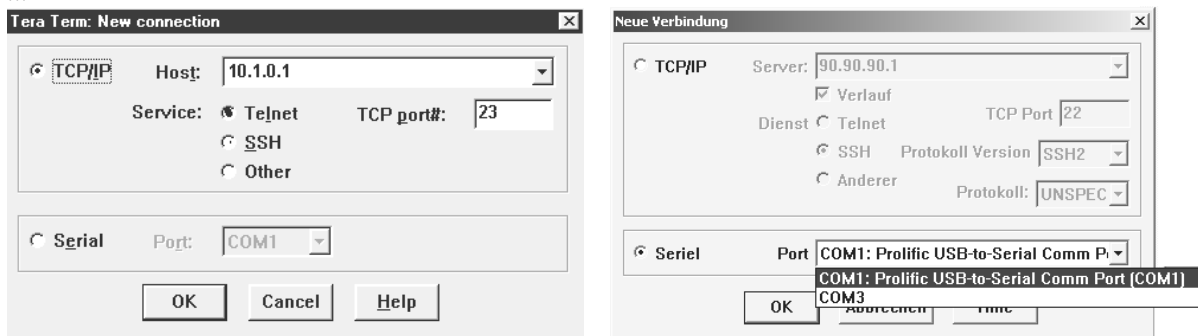 Tera Term: New connection
TCP/IP Host: 10.1.0.1
Service: Telnet TCP port#: 23
SSH
Other
Serial Port: COM1
OK Cancel Help
Neue Verbindung
TCP/IP Server: 90.90.90.1
Verlauf
Dienst Telnet TCP Port 22
SSH Protokoll Version SSH2
Anderer
Protokoll: UNSPEC
Seriel Port COM1: Prolific USB-to-Serial Comm P
COM1: Prolific USB-to-Serial Comm Port (COM1)
COM3
OK Abbrechen